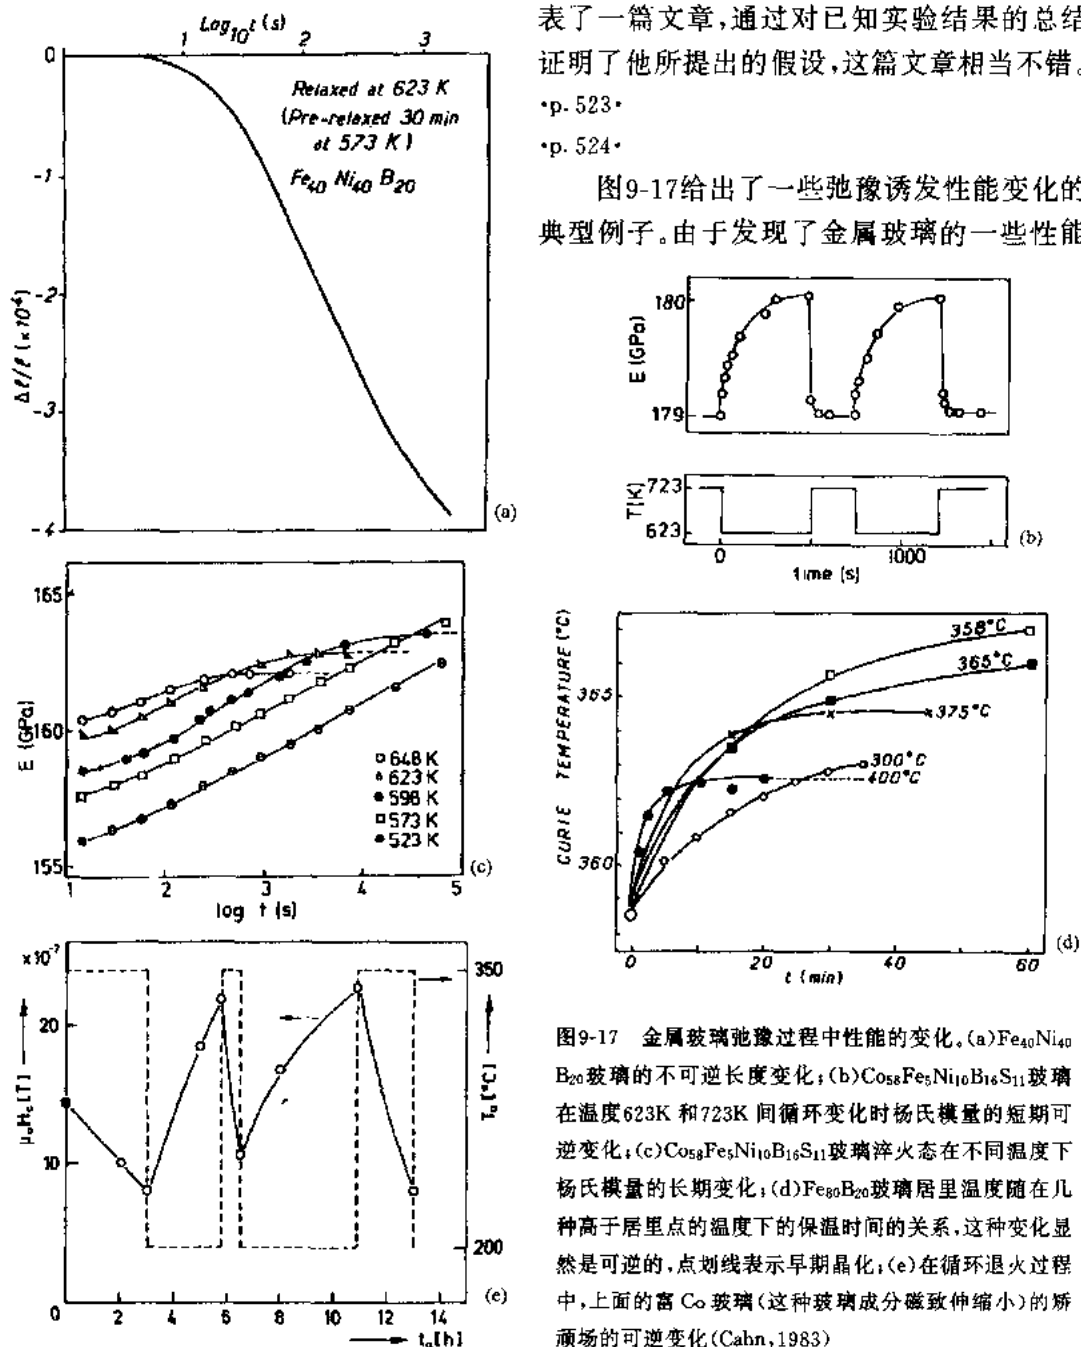 Log10t(s)
1 2 3
0
-1
-2
-3
-4
Δℓ/ℓ (×10⁻⁴)
Relaxed at 623 K
(Pre-relaxed 30 min
at 573 K)
Fe40 Ni40 B20
(a)
表了一篇文章,通过对已知实验结果的总结
证明了他所提出的假设,这篇文章相当不错。
·p. 523·
·p. 524·
图9-17给出了一些弛豫诱发性能变化的
典型例子。由于发现了金属玻璃的一些性能
180
179
E (GPa)
T(K)
723
623
0 1000
time (s)
(b)
165
160
155
E (GPa)
○ 648 K
▵ 623 K
● 598 K
□ 573 K
● 523 K
1 2 3 4 5
log t (s)
(c)
CURIE TEMPERATURE (°C)
365
360
358°C
365°C
375°C
300°C
400°C
0 20 40 60
t (min)
(d)
×10⁻⁷
20
10
0
μ₀Hc [T]
350
200
Ta [°C]
0 2 4 6 8 10 12 14
ta [h]
(e)
图9-17 金属玻璃弛豫过程中性能的变化。(a)Fe40Ni40
B20玻璃的不可逆长度变化;(b)Co58Fe5Ni10B16S11玻璃
在温度623K 和723K 间循环变化时杨氏模量的短期可
逆变化;(c)Co58Fe5Ni10B16S11玻璃淬火态在不同温度下
杨氏模量的长期变化;(d)Fe80B20玻璃居里温度随在几
种高于居里点的温度下的保温时间的关系,这种变化显
然是可逆的,点划线表示早期晶化;(e)在循环退火过程
中,上面的富 Co 玻璃(这种玻璃成分磁致伸缩小)的矫
顽场的可逆变化(Cahn,1983)